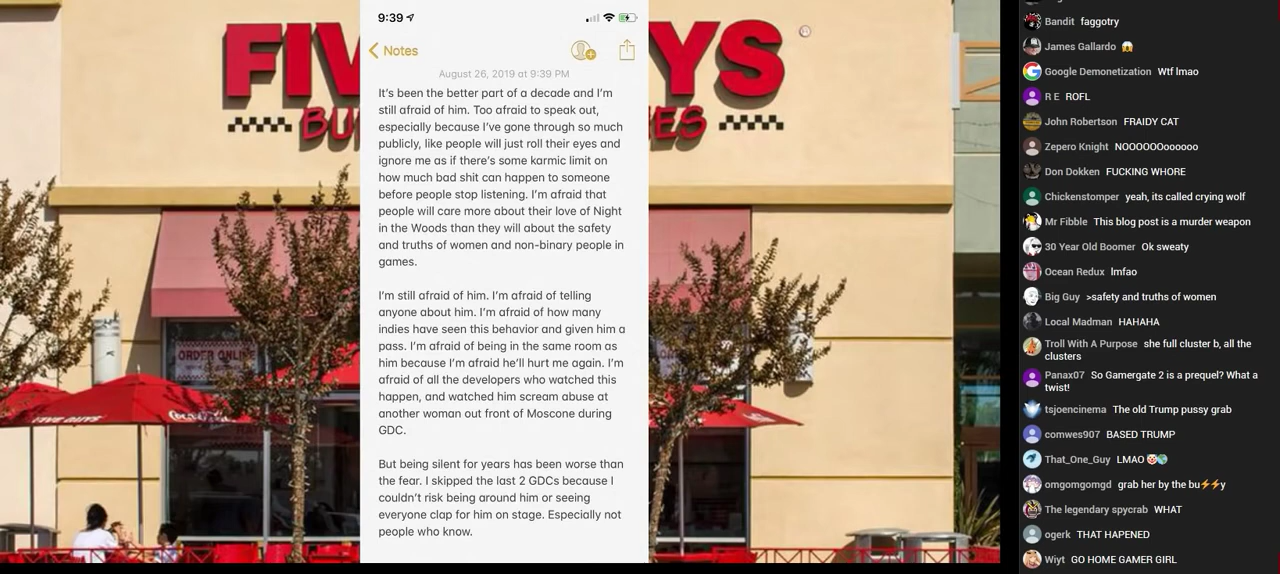 FIV
YS
BU
ES
ORDER ONLINE
FIVE GUYS
Coca-Cola
9:39
Notes
August 26, 2019 at 9:39 PM
It's been the better part of a decade and I'm
still afraid of him. Too afraid to speak out,
especially because I've gone through so much
publicly, like people will just roll their eyes and
ignore me as if there's some karmic limit on
how much bad shit can happen to someone
before people stop listening. I'm afraid that
people will care more about their love of Night
in the Woods than they will about the safety
and truths of women and non-binary people in
games.
I'm still afraid of him. I'm afraid of telling
anyone about him. I'm afraid of how many
indies have seen this behavior and given him a
pass. I'm afraid of being in the same room as
him because I'm afraid he'll hurt me again. I'm
afraid of all the developers who watched this
happen, and watched him scream abuse at
another woman out front of Moscone during
GDC.
But being silent for years has been worse than
the fear. I skipped the last 2 GDCs because I
couldn't risk being around him or seeing
everyone clap for him on stage. Especially not
people who know.
Bandit faggotry
James Gallardo 😱
Google Demonetization Wtf lmao
R E ROFL
John Robertson FRAIDY CAT
Zepero Knight NOOOOOOoooooo
Don Dokken FUCKING WHORE
Chickenstomper yeah, its called crying wolf
Mr Fibble This blog post is a murder weapon
30 Year Old Boomer Ok sweaty
Ocean Redux lmfao
Big Guy >safety and truths of women
Local Madman HAHAHA
Troll With A Purpose she full cluster b, all the
clusters
Panax07 So Gamergate 2 is a prequel? What a
twist!
tsjoencinema The old Trump pussy grab
comwes907 BASED TRUMP
That_One_Guy LMAO 🤡🌎
omgomgomgd grab her by the bu⚡⚡y
The legendary spycrab WHAT
ogerk THAT HAPENED
Wiyt GO HOME GAMER GIRL